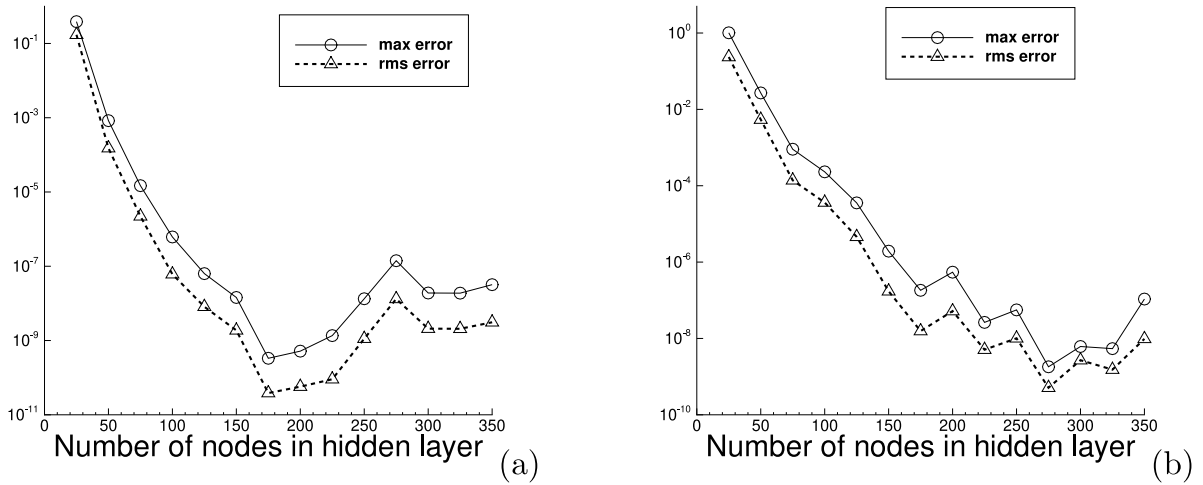 max error
rms error
10^-1
10^-3
10^-5
10^-7
10^-9
10^-11
0 50 100 150 200 250 300 350
Number of nodes in hidden layer
(a)
max error
rms error
10^0
10^-2
10^-4
10^-6
10^-8
10^-10
0 50 100 150 200 250 300 350
Number of nodes in hidden layer
(b)